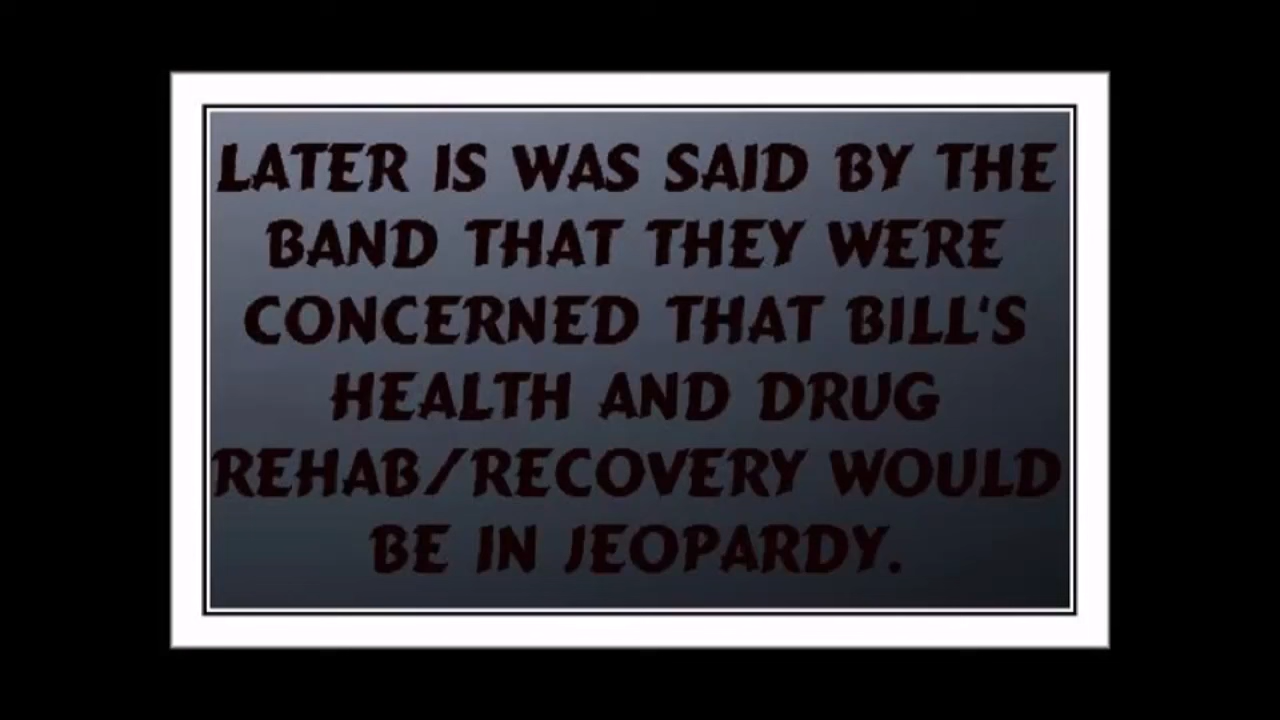 LATER IS WAS SAID BY THE
BAND THAT THEY WERE
CONCERNED THAT BILL'S
HEALTH AND DRUG
REHAB/RECOVERY WOULD
BE IN JEOPARDY.